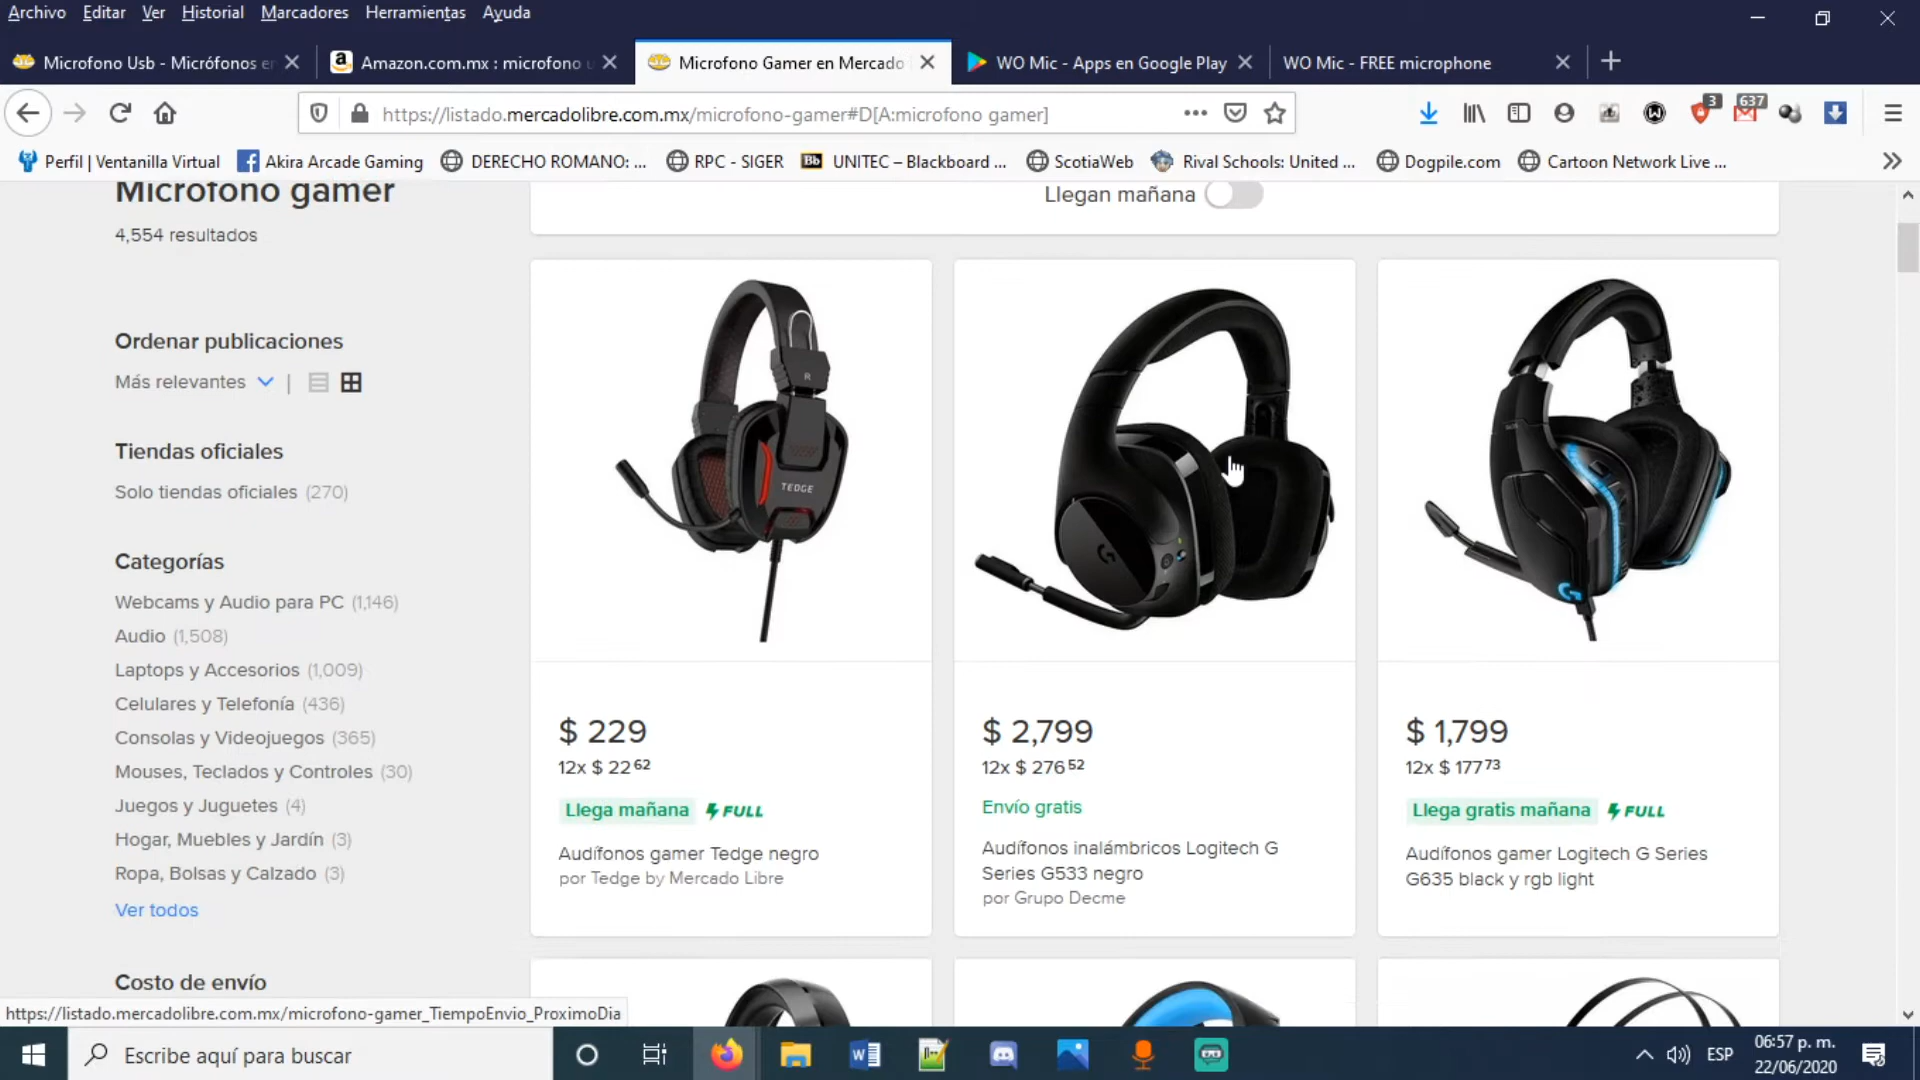 Archivo Editar Ver Historial Marcadores Herramientas Ayuda
Microfono Usb - Micrófonos en
Amazon.com.mx : microfono u
Microfono Gamer en Mercado
WO Mic - Apps en Google Play
WO Mic - FREE microphone
https://listado.mercadolibre.com.mx/microfono-gamer#D[A:microfono gamer]
3
637
Perfil | Ventanilla Virtual
Akira Arcade Gaming
DERECHO ROMANO: ...
RPC - SIGER
Bb UNITEC – Blackboard ...
ScotiaWeb
Rival Schools: United ...
Dogpile.com
Cartoon Network Live ...
Microfono gamer
4,554 resultados
Llegan mañana
Ordenar publicaciones
Más relevantes
Tiendas oficiales
Solo tiendas oficiales (270)
Categorías
Webcams y Audio para PC (1,146)
Audio (1,508)
Laptops y Accesorios (1,009)
Celulares y Telefonía (436)
Consolas y Videojuegos (365)
Mouses, Teclados y Controles (30)
Juegos y Juguetes (4)
Hogar, Muebles y Jardín (3)
Ropa, Bolsas y Calzado (3)
Ver todos
Costo de envío
R
TEDGE
$ 229
12x $ 22 62
Llega mañana FULL
Audífonos gamer Tedge negro
por Tedge by Mercado Libre
$ 2,799
12x $ 276 52
Envío gratis
Audífonos inalámbricos Logitech G
Series G533 negro
por Grupo Decme
$ 1,799
12x $ 177 73
Llega gratis mañana FULL
Audífonos gamer Logitech G Series
G635 black y rgb light
https://listado.mercadolibre.com.mx/microfono-gamer_TiempoEnvio_ProximoDia
Escribe aquí para buscar
ESP
06:57 p. m.
22/06/2020